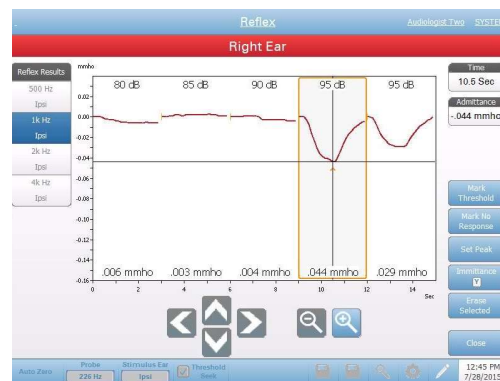 Reflex
Audiologist Two SYSTEM
Right Ear
Reflex Results
500 Hz
Ipsi
1k Hz
Ipsi
2k Hz
Ipsi
4k Hz
Ipsi
mmho
80 dB 85 dB 90 dB 95 dB 95 dB
0.02
0.00
-0.02
-0.04
-0.06
-0.08
-0.10
-0.12
-0.14
-0.16
.006 mmho .003 mmho .004 mmho .044 mmho .029 mmho
0 2 4 6 8 10 12 14
Sec
Time
10.6 Sec
Admittance
-.044 mmho
Mark Threshold
Mark No Response
Set Peak
Immittance
Y
Erase Selected
Close
Auto Zero
Probe
226 Hz
Stimulus Ear
Ipsi
Threshold Seek
12:45 PM
7/28/2015